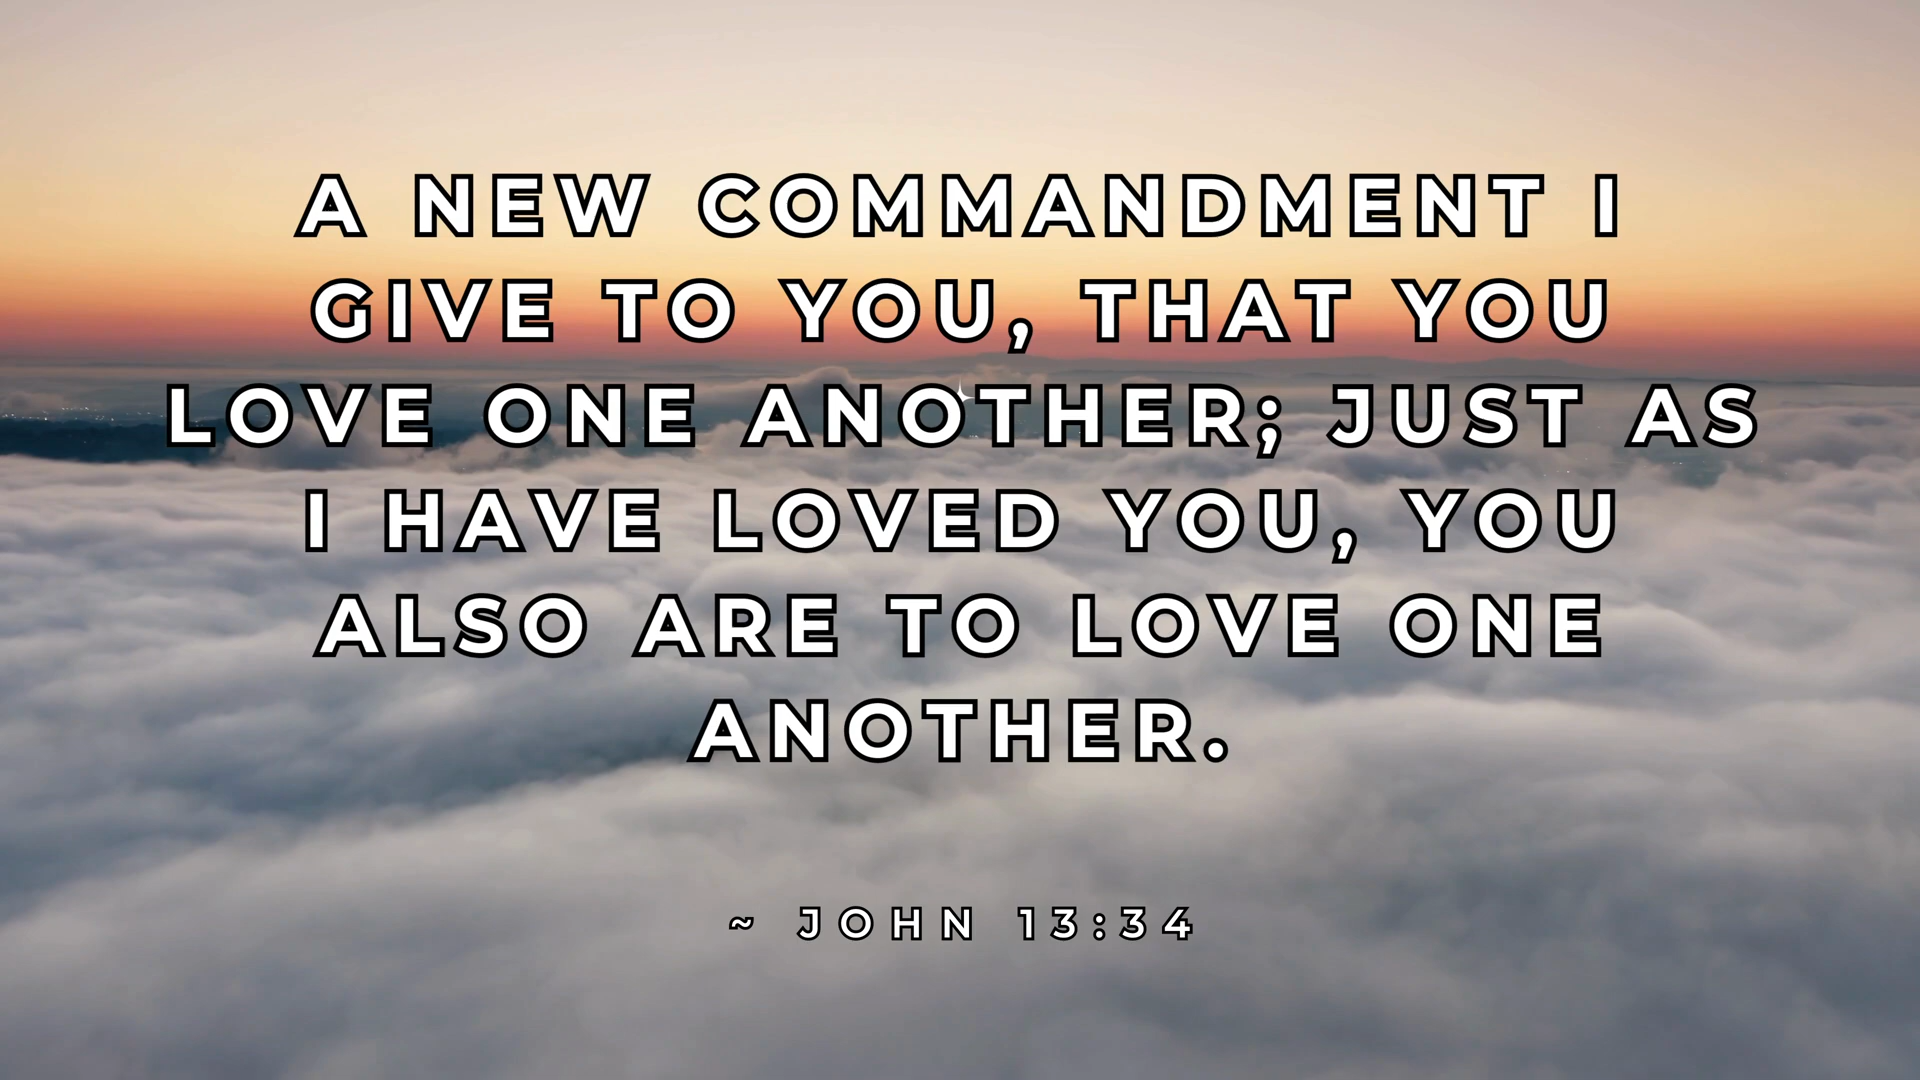 A NEW COMMANDMENT I
GIVE TO YOU, THAT YOU
LOVE ONE ANOTHER; JUST AS
I HAVE LOVED YOU, YOU
ALSO ARE TO LOVE ONE
ANOTHER.
~ JOHN 13:34